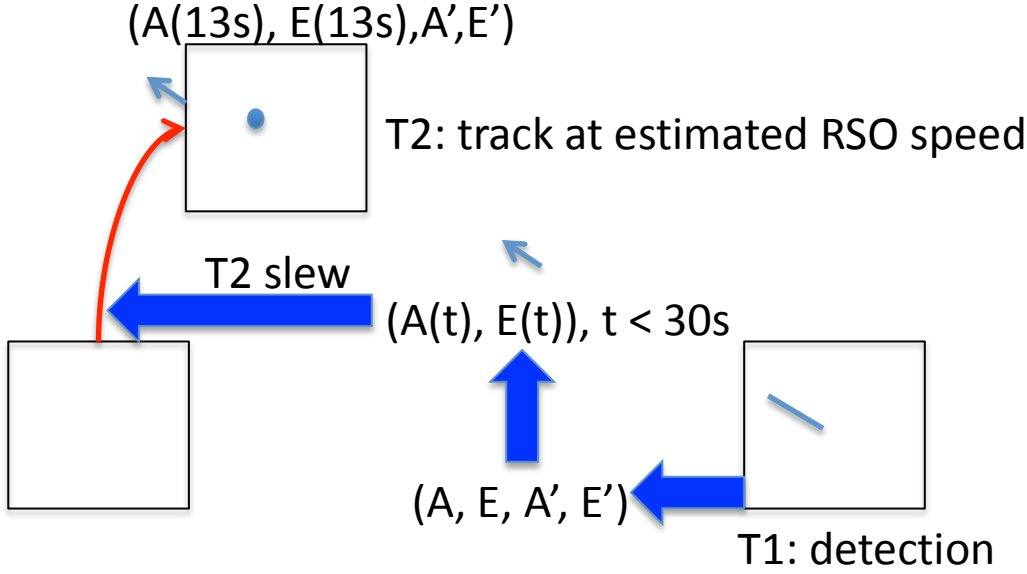 (A(13s), E(13s),A’,E’)
T2: track at estimated RSO speed
T2 slew
(A(t), E(t)), t < 30s
(A, E, A’, E’)
T1: detection